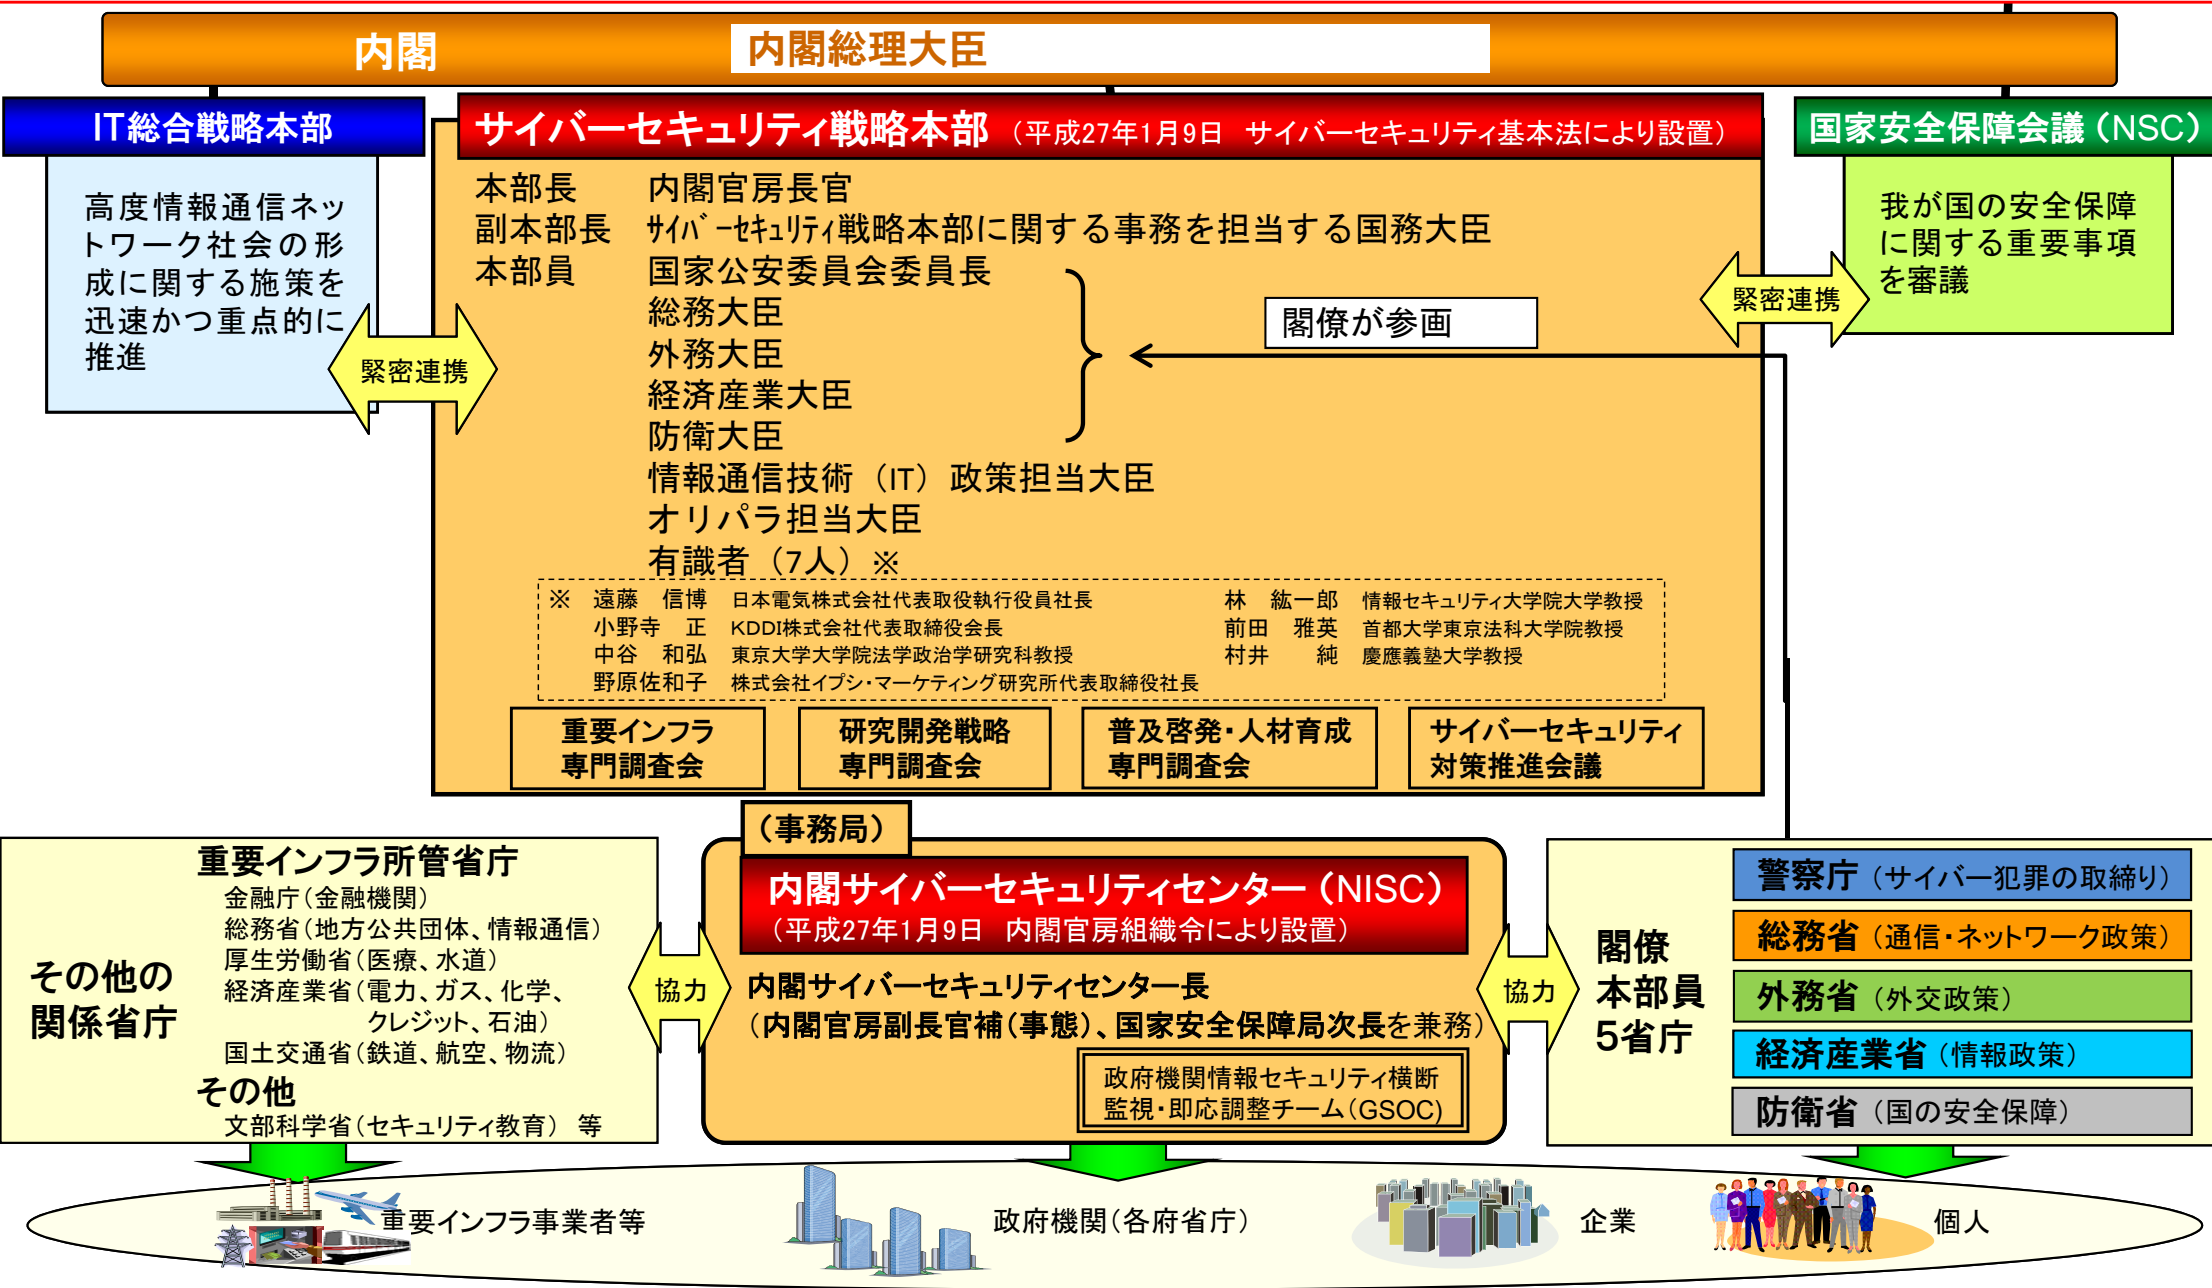 内閣
内閣総理大臣
IT総合戦略本部
高度情報通信ネッ
トワーク社会の形
成に関する施策を
迅速かつ重点的に
推進
緊密連携
サイバーセキュリティ戦略本部（平成27年1月9日　サイバーセキュリティ基本法により設置）
本部長　内閣官房長官
副本部長　ｻｲﾊﾞｰｾｷｭﾘﾃｨ戦略本部に関する事務を担当する国務大臣
本部員　国家公安委員会委員長
総務大臣
外務大臣
経済産業大臣
防衛大臣
情報通信技術（IT）政策担当大臣
オリパラ担当大臣
有識者（7人）※
閣僚が参画
※　遠藤　信博　日本電気株式会社代表取役執行役員社長
小野寺　正　KDDI株式会社代表取締役会長
中谷　和弘　東京大学大学院法学政治学研究科教授
野原佐和子　株式会社イプシ・マーケティング研究所代表取締役社長
林　紘一郎　情報セキュリティ大学院大学教授
前田　雅英　首都大学東京法科大学院教授
村井　純　慶應義塾大学教授
重要インフラ
専門調査会
研究開発戦略
専門調査会
普及啓発・人材育成
専門調査会
サイバーセキュリティ
対策推進会議
国家安全保障会議（NSC）
我が国の安全保障
に関する重要事項
を審議
緊密連携
その他の
関係省庁
重要インフラ所管省庁
金融庁（金融機関）
総務省（地方公共団体、情報通信）
厚生労働省（医療、水道）
経済産業省（電力、ガス、化学、
クレジット、石油）
国土交通省（鉄道、航空、物流）
その他
文部科学省（セキュリティ教育）　等
協力
（事務局）
内閣サイバーセキュリティセンター（NISC）
（平成27年1月9日　内閣官房組織令により設置）
内閣サイバーセキュリティセンター長
（内閣官房副長官補（事態）、国家安全保障局次長を兼務）
政府機関情報セキュリティ横断
監視・即応調整チーム（GSOC）
協力
閣僚
本部員
5省庁
警察庁（サイバー犯罪の取締り）
総務省（通信・ネットワーク政策）
外務省（外交政策）
経済産業省（情報政策）
防衛省（国の安全保障）
重要インフラ事業者等
政府機関（各府省庁）
企業
個人